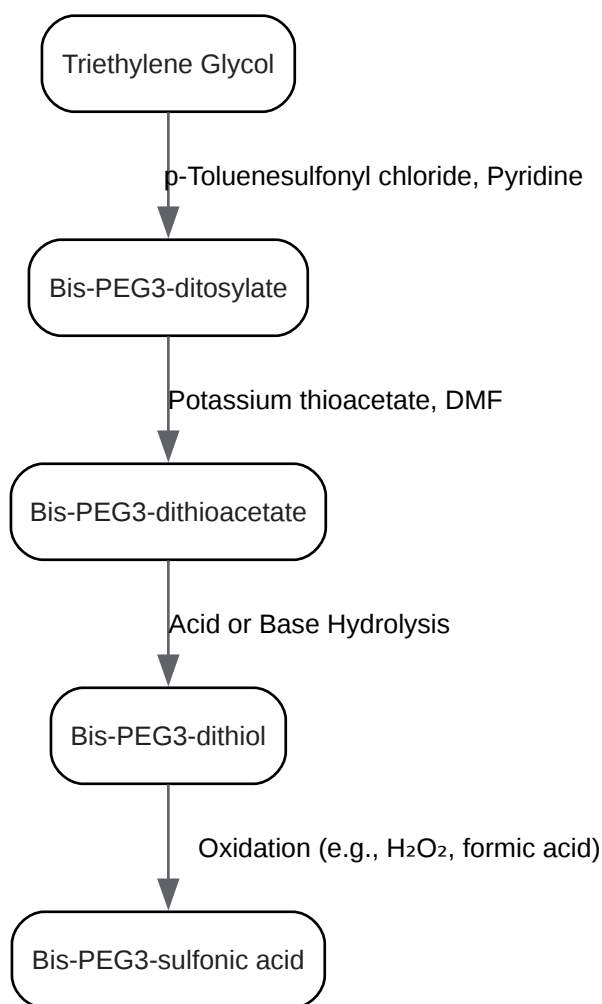 Triethylene Glycol
p-Toluenesulfonyl chloride, Pyridine
Bis-PEG3-ditosylate
Potassium thioacetate, DMF
Bis-PEG3-dithioacetate
Acid or Base Hydrolysis
Bis-PEG3-dithiol
Oxidation (e.g., H₂O₂, formic acid)
Bis-PEG3-sulfonic acid